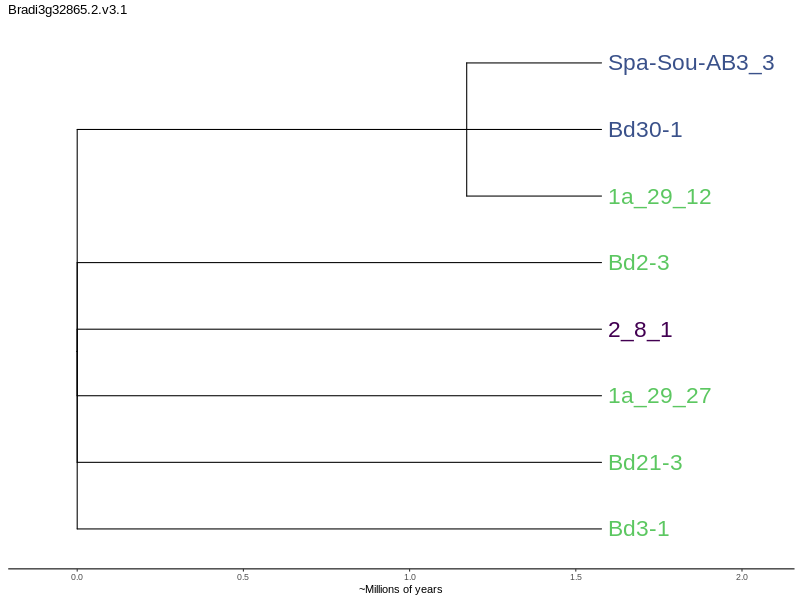 Bradi3g32865.2.v3.1
Spa-Sou-AB3_3
Bd30-1
1a_29_12
Bd2-3
2_8_1
1a_29_27
Bd21-3
Bd3-1
0.0 0.5 1.0 1.5 2.0
~Millions of years